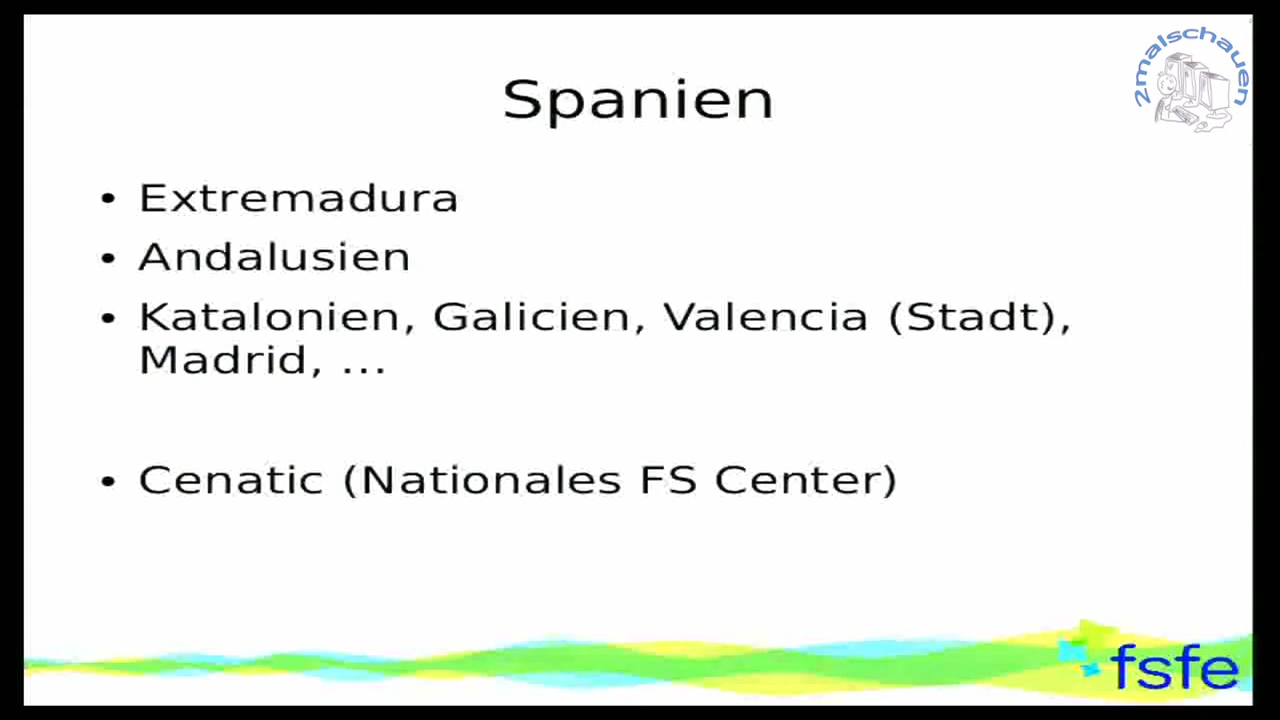 2malschauen
Spanien
• Extremadura
• Andalusien
• Katalonien, Galicien, Valencia (Stadt),
Madrid, ...
• Cenatic (Nationales FS Center)
fsfe